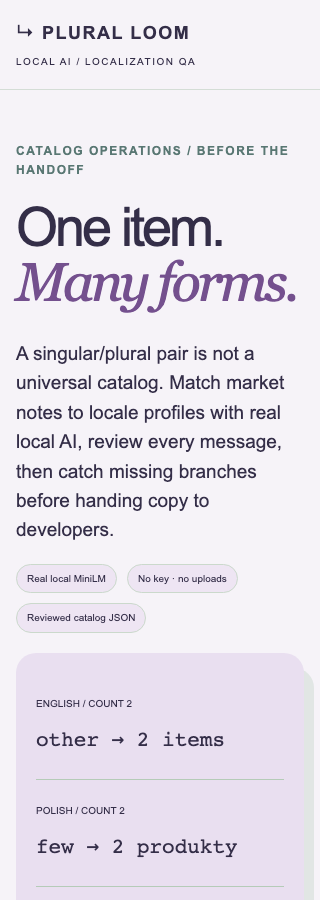 ↳ PLURAL LOOM
LOCAL AI / LOCALIZATION QA
CATALOG OPERATIONS / BEFORE THE
HANDOFF
One item.
Many forms.
A singular/plural pair is not a
universal catalog. Match market
notes to locale profiles with real
local AI, review every message,
then catch missing branches
before handing copy to
developers.
Real local MiniLM
No key · no uploads
Reviewed catalog JSON
ENGLISH / COUNT 2
other → 2 items
POLISH / COUNT 2
few → 2 produkty